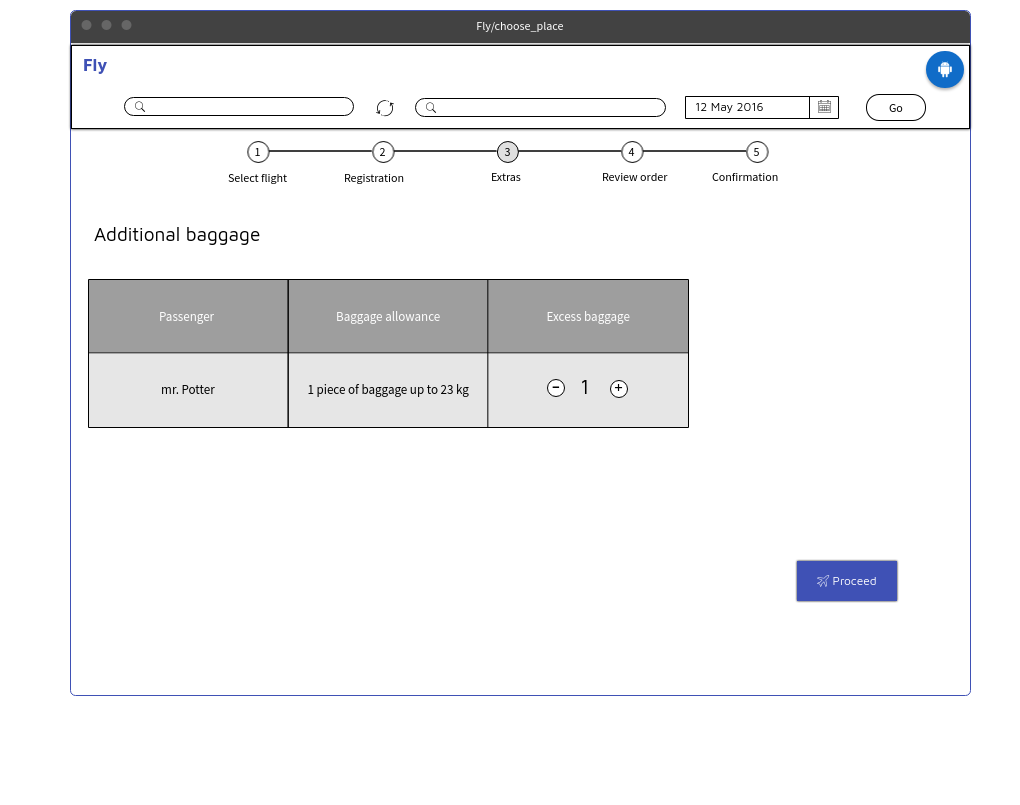 Fly/choose_place
Fly
12 May 2016
Go
1 2 3 4 5
Select flight Registration Extras Review order Confirmation
Additional baggage
Passenger Baggage allowance Excess baggage
mr. Potter 1 piece of baggage up to 23 kg − 1 +
Proceed